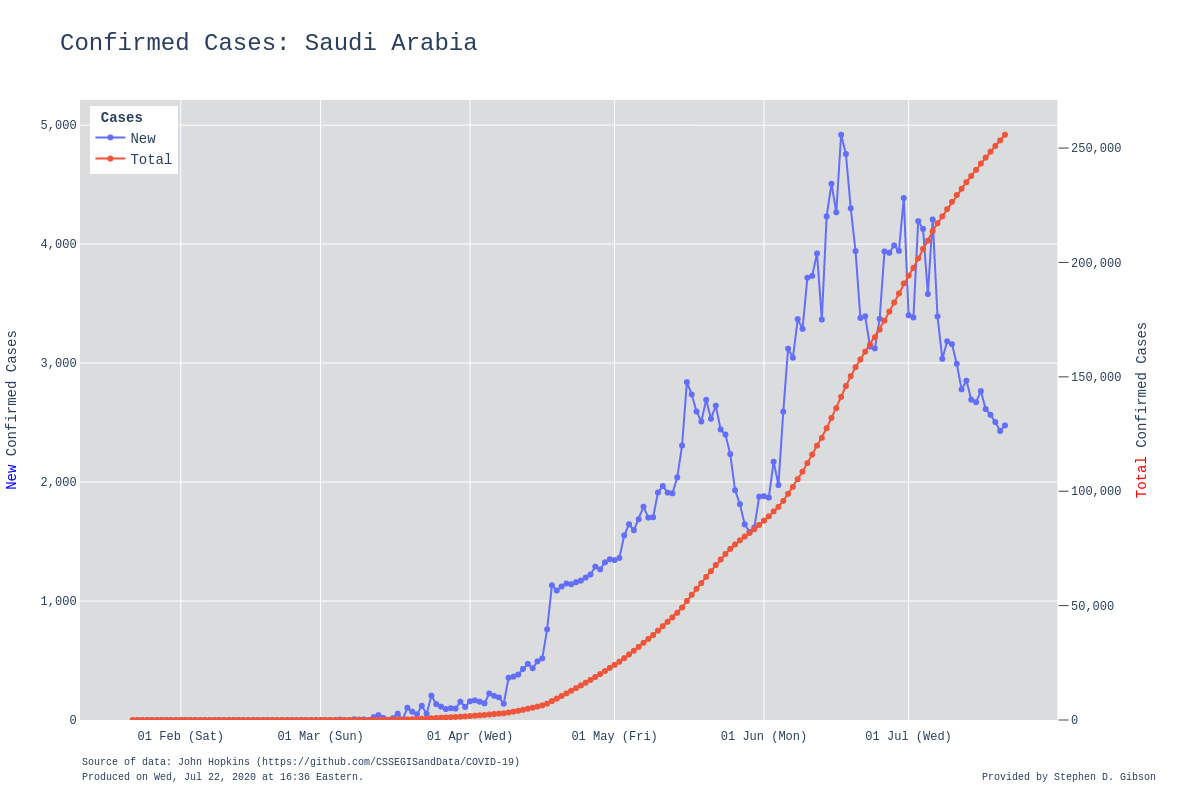 Confirmed Cases: Saudi Arabia
Cases
New
Total
5,000
4,000
3,000
2,000
1,000
0
New Confirmed Cases
250,000
200,000
150,000
100,000
50,000
0
Total Confirmed Cases
01 Feb (Sat) 01 Mar (Sun) 01 Apr (Wed) 01 May (Fri) 01 Jun (Mon) 01 Jul (Wed)
Source of data: John Hopkins (https://github.com/CSSEGISandData/COVID-19)
Produced on Wed, Jul 22, 2020 at 16:36 Eastern.
Provided by Stephen D. Gibson